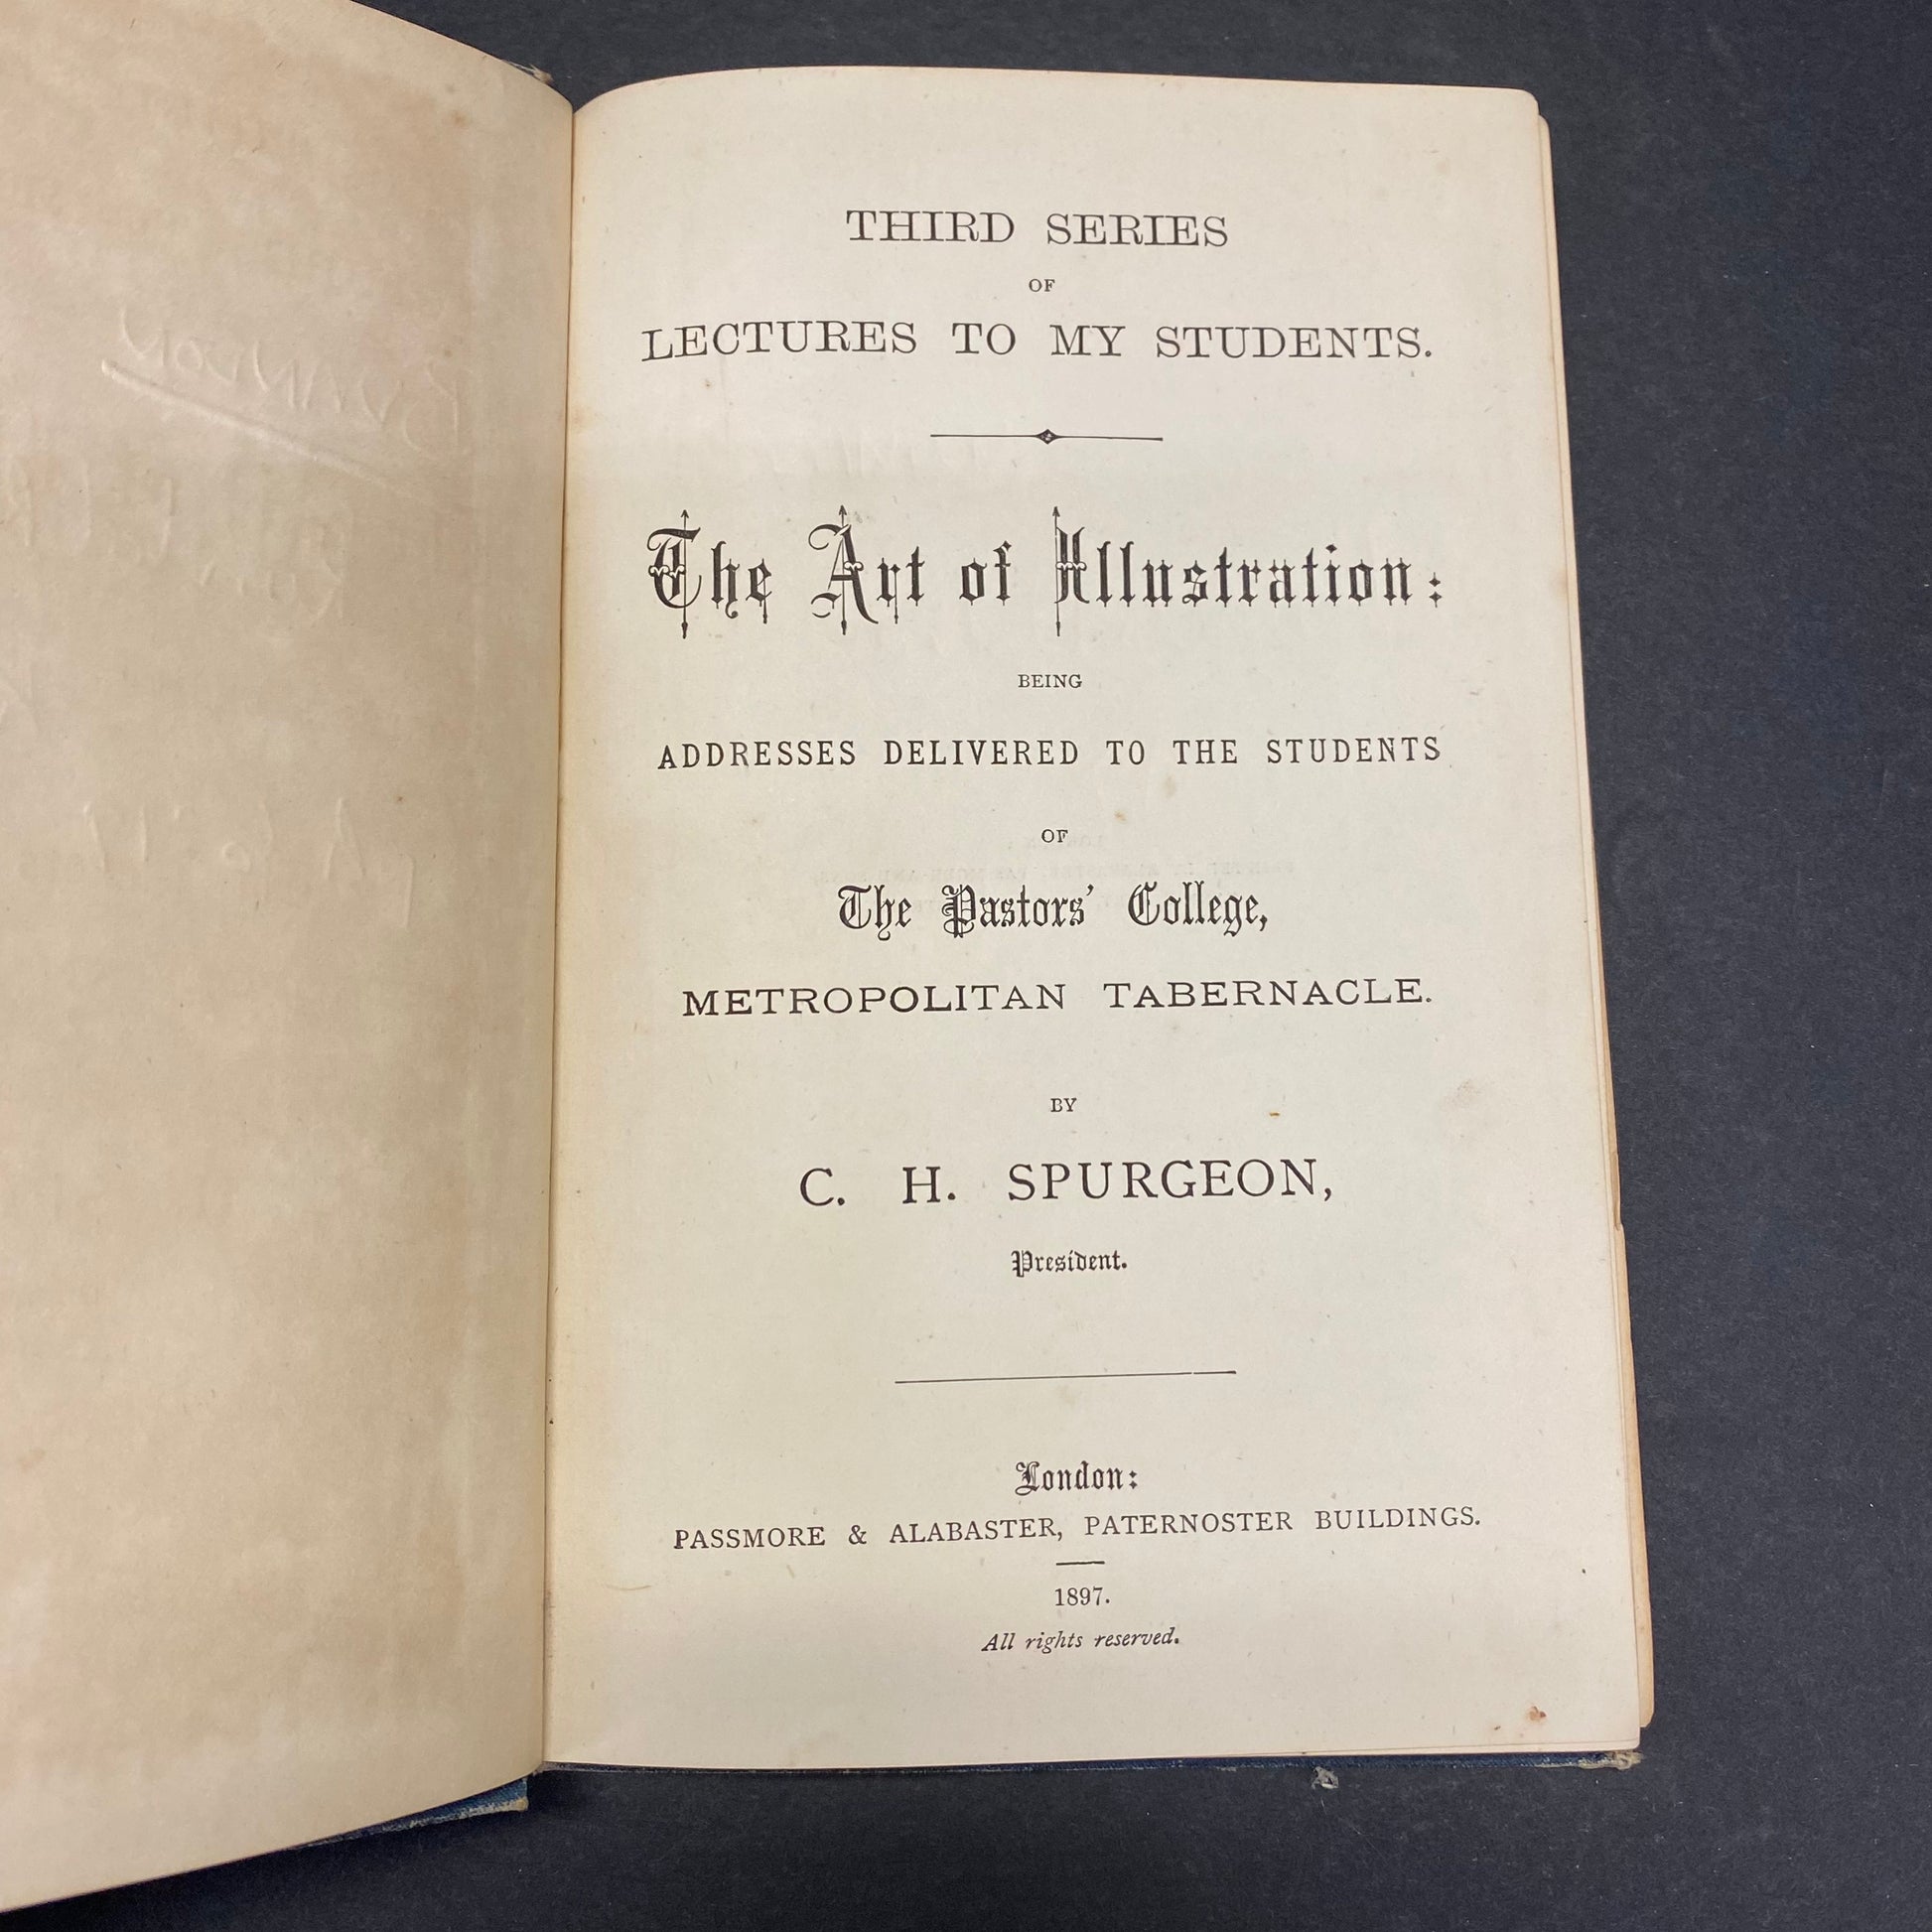 THIRD SERIES
OF
LECTURES TO MY STUDENTS.
The Art of Illustration:
BEING
ADDRESSES DELIVERED TO THE STUDENTS
OF
The Pastors' College,
METROPOLITAN TABERNACLE.
BY
C. H. SPURGEON,
President.
London:
PASSMORE & ALABASTER, PATERNOSTER BUILDINGS.
1897.
All rights reserved.